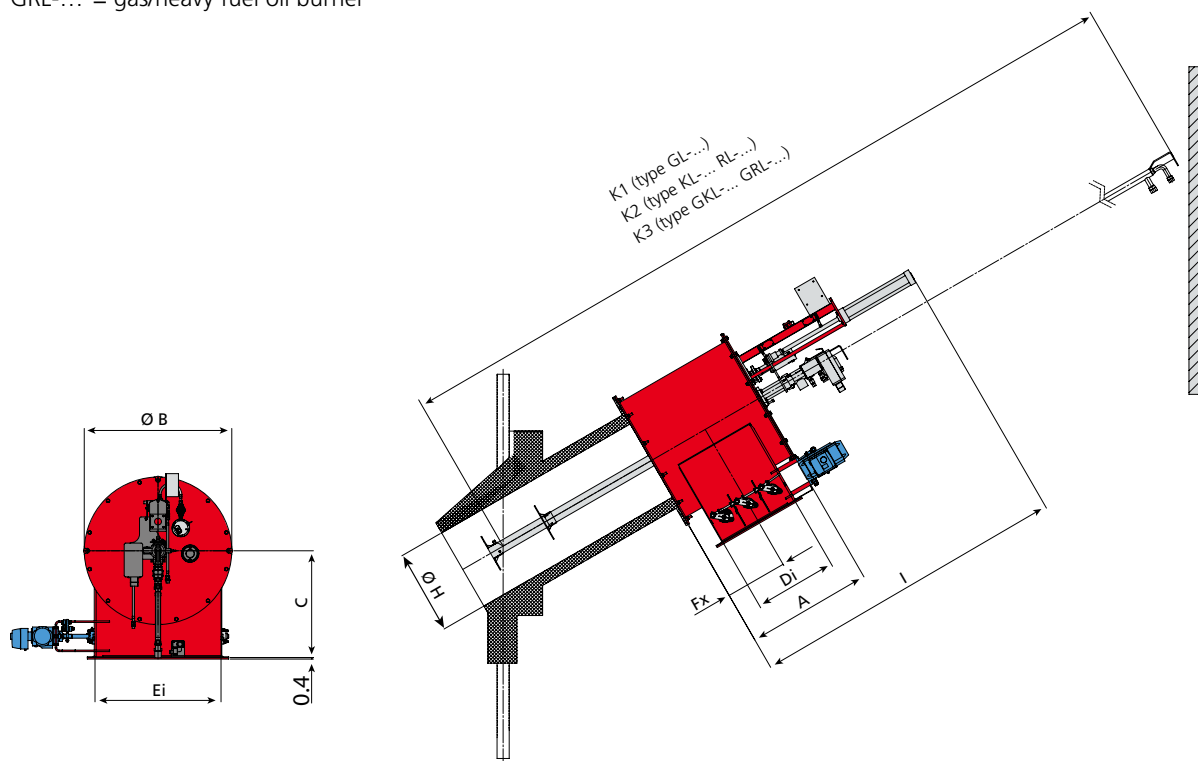 GRL-… = gas/heavy fuel oil burner
K1 (type GL-…)
K2 (type KL-… RL-…)
K3 (type GKL-… GRL-…)
Ø B
C
Ø H
Fx
Di
A
I
Ei
0.4